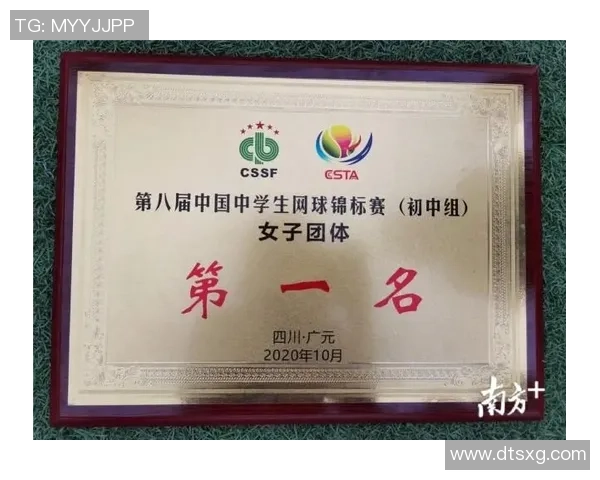 TG: MYYJJPP
CSSF
CSTA
第八届中国中学生网球锦标赛（初中组）
女子团体
第一名
四川·广元
2020年10月
南方+
www.dtsxg.com